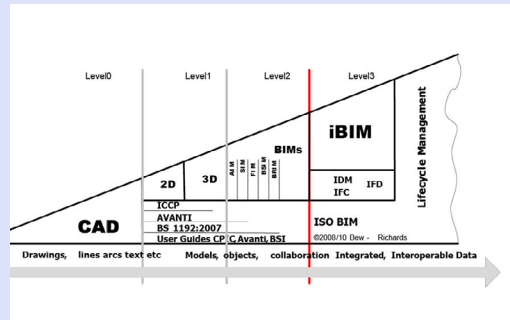 Level0
Level1
Level2
Level3
iBIM
BIMs
2D
3D
AIM
SIM
FIM
BSIM
BRIM
IDM
IFC
IFD
Lifecycle Management
CAD
ICCP
AVANTI
BS 1192:2007
User Guides CPIC, Avanti, BSI
ISO BIM
©2008/10 Bew - Richards
Drawings, lines arcs text etc Models, objects, collaboration Integrated, Interoperable Data